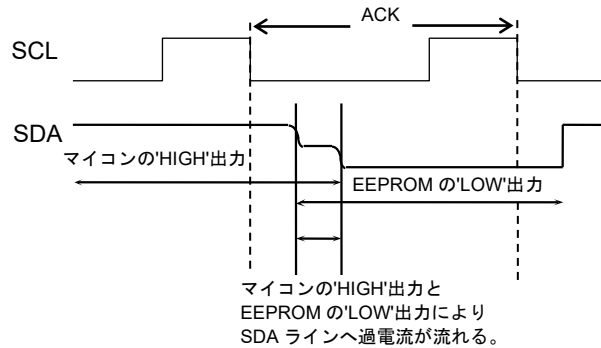 ACK
SCL
SDA
マイコンの'HIGH'出力
EEPROM の'LOW'出力
マイコンの'HIGH'出力と
EEPROM の'LOW'出力により
SDA ラインへ過電流が流れる。